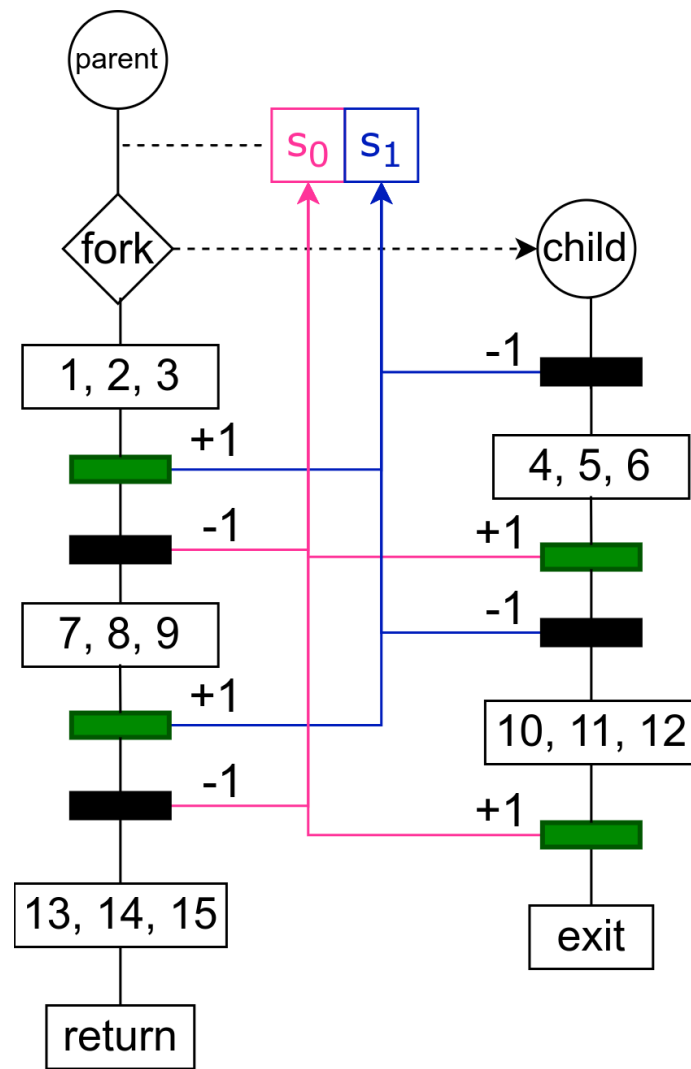 parent
s0 s1
fork
child
1, 2, 3
-1
+1
4, 5, 6
-1
+1
7, 8, 9
-1
+1
10, 11, 12
-1
+1
13, 14, 15
exit
return